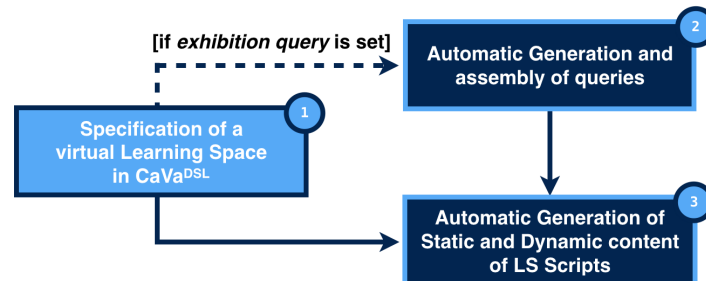 [if exhibition query is set]
2
Automatic Generation and
assembly of queries
1
Specification of a
virtual Learning Space
in CaVaDSL
3
Automatic Generation of
Static and Dynamic content
of LS Scripts